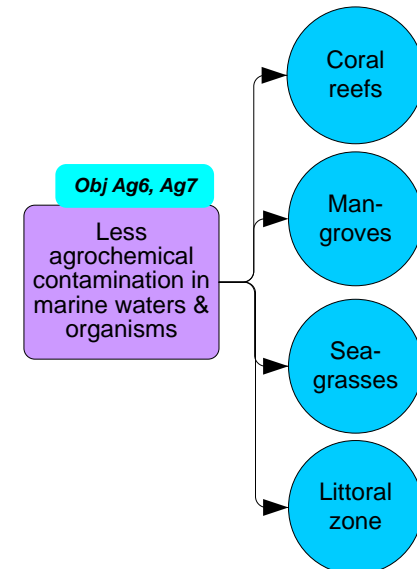 Coral
reefs
Obj Ag6, Ag7
Less
agrochemical
contamination in
marine waters &
organisms
Man-
groves
Sea-
grasses
Littoral
zone